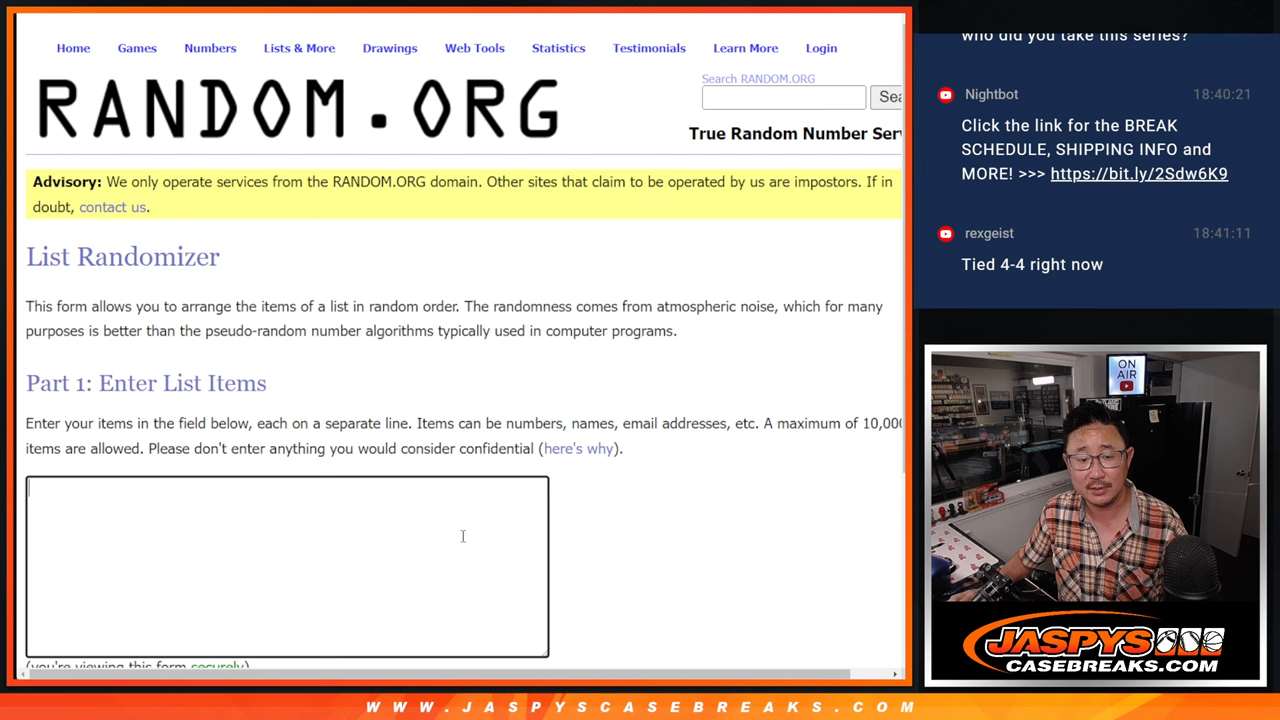 Home Games Numbers Lists & More Drawings Web Tools Statistics Testimonials Learn More Login
RANDOM.ORG
Search RANDOM.ORG
Sea
True Random Number Serv
Advisory: We only operate services from the RANDOM.ORG domain. Other sites that claim to be operated by us are impostors. If in
doubt, contact us.
List Randomizer
This form allows you to arrange the items of a list in random order. The randomness comes from atmospheric noise, which for many
purposes is better than the pseudo-random number algorithms typically used in computer programs.
Part 1: Enter List Items
Enter your items in the field below, each on a separate line. Items can be numbers, names, email addresses, etc. A maximum of 10,000
items are allowed. Please don't enter anything you would consider confidential (here's why).
(you're viewing this form securely)
who did you take this series?
Nightbot 18:40:21
Click the link for the BREAK
SCHEDULE, SHIPPING INFO and
MORE! >>> https://bit.ly/2Sdw6K9
rexgeist 18:41:11
Tied 4-4 right now
ON
AIR
JASPYS
CASEBREAKS.COM
WWW.JASPYSCASEBREAKS.COM